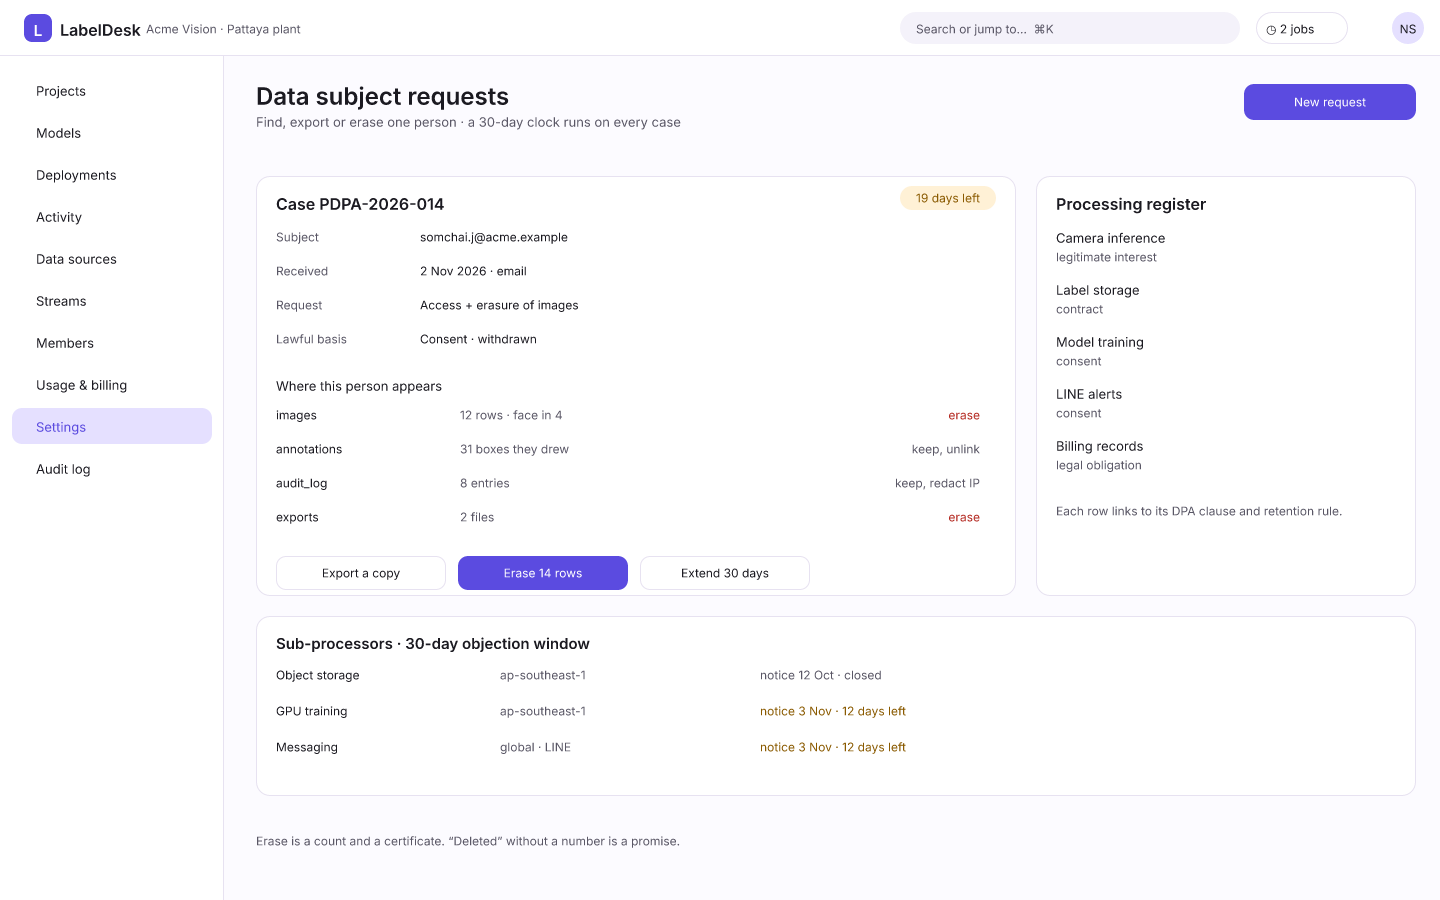 L LabelDesk Acme Vision · Pattaya plant
Search or jump to... ⌘K
◷ 2 jobs
NS
Projects
Models
Deployments
Activity
Data sources
Streams
Members
Usage & billing
Settings
Audit log
Data subject requests
Find, export or erase one person · a 30-day clock runs on every case
New request
Case PDPA-2026-014
19 days left
Subject somchai.j@acme.example
Received 2 Nov 2026 · email
Request Access + erasure of images
Lawful basis Consent · withdrawn
Where this person appears
images 12 rows · face in 4 erase
annotations 31 boxes they drew keep, unlink
audit_log 8 entries keep, redact IP
exports 2 files erase
Export a copy Erase 14 rows Extend 30 days
Processing register
Camera inference
legitimate interest
Label storage
contract
Model training
consent
LINE alerts
consent
Billing records
legal obligation
Each row links to its DPA clause and retention rule.
Sub-processors · 30-day objection window
Object storage ap-southeast-1 notice 12 Oct · closed
GPU training ap-southeast-1 notice 3 Nov · 12 days left
Messaging global · LINE notice 3 Nov · 12 days left
Erase is a count and a certificate. “Deleted” without a number is a promise.